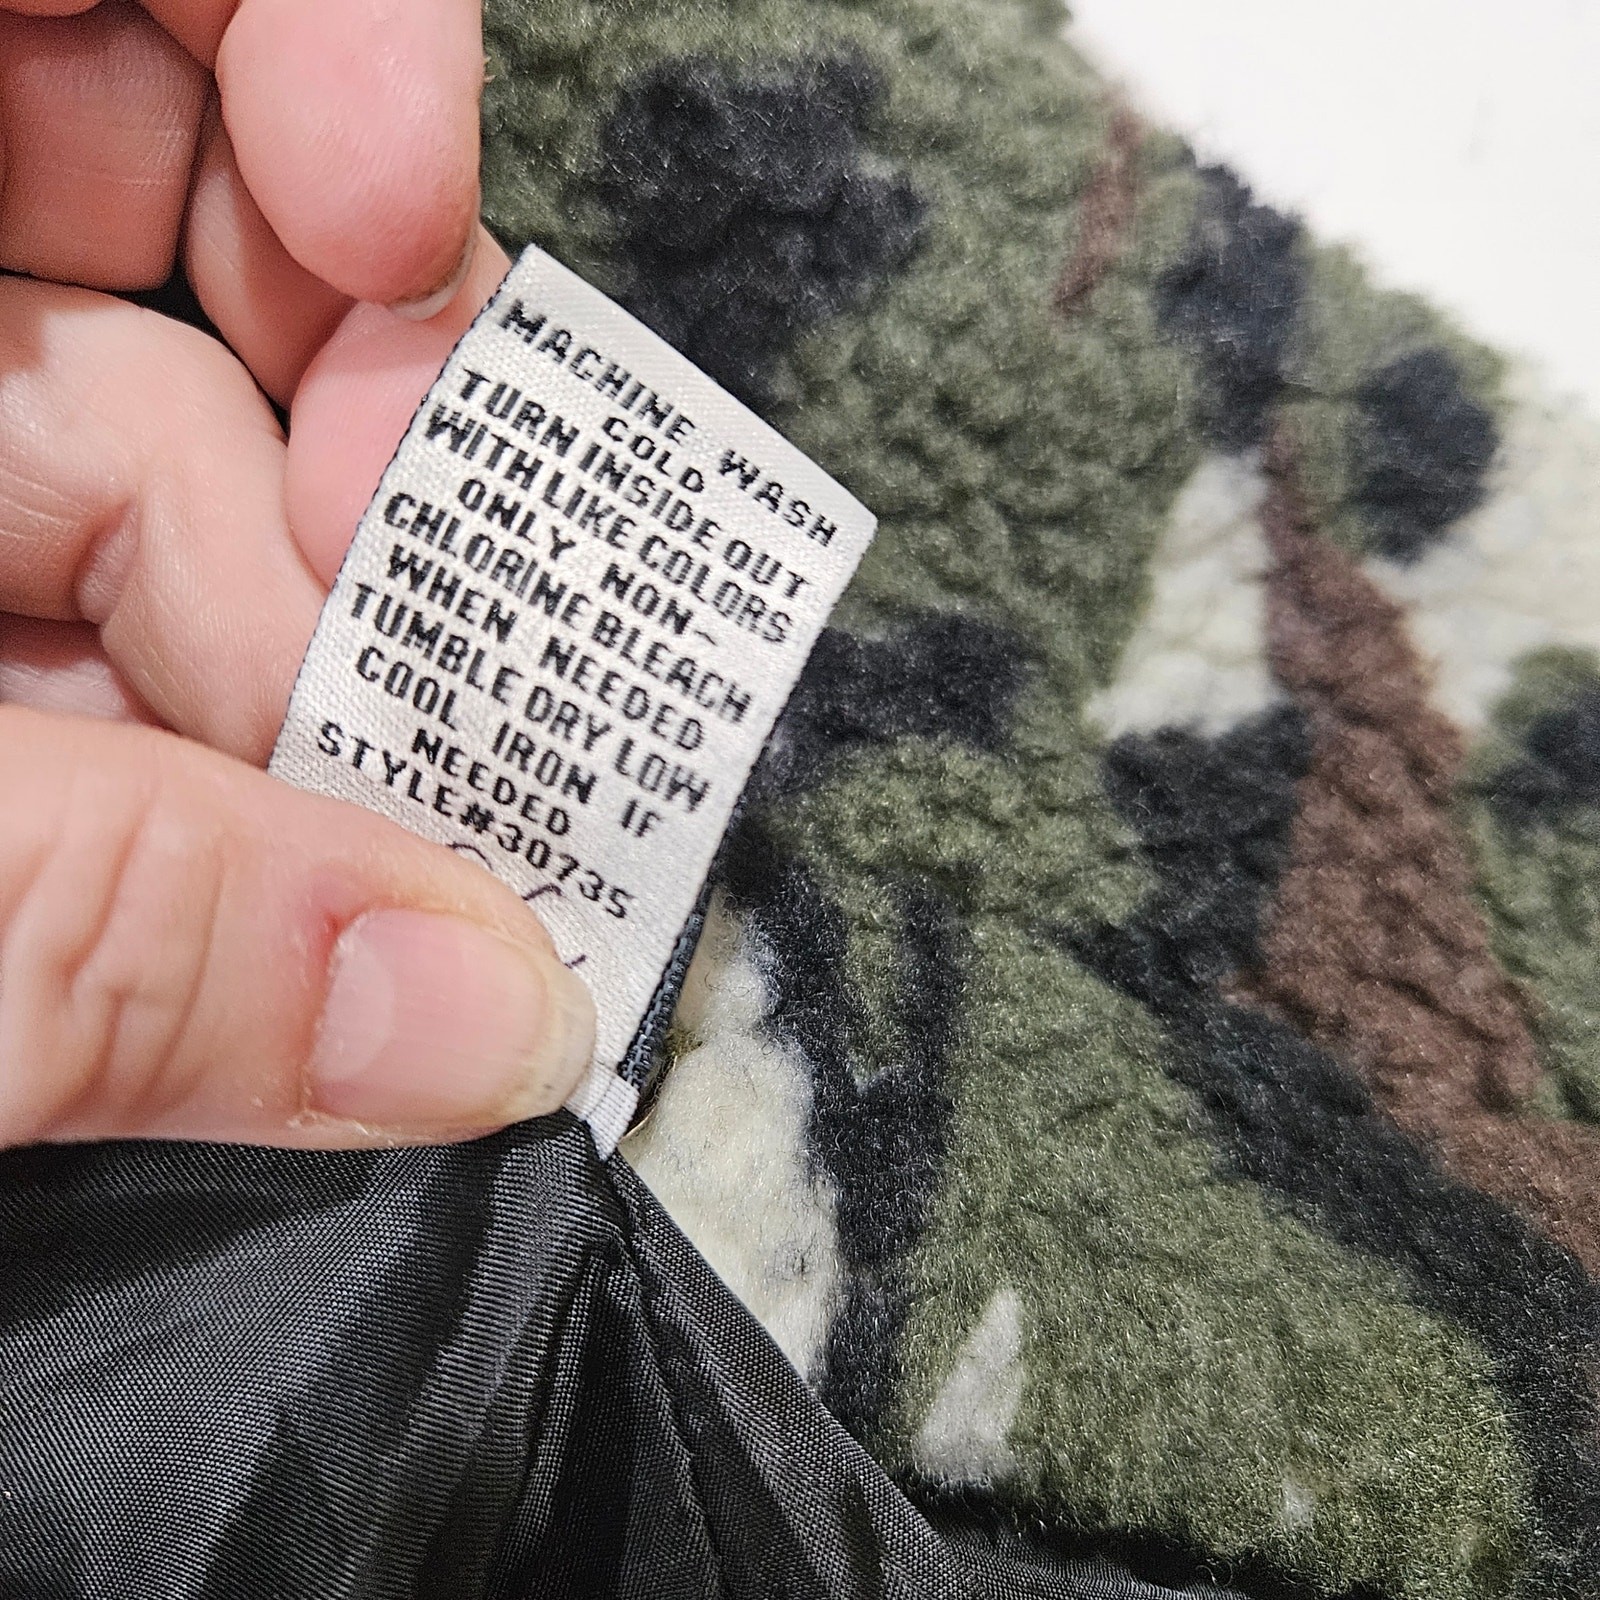 MACHINE WASH
COLD
TURN INSIDE OUT
WITH LIKE COLORS
ONLY NON-
CHLORINE BLEACH
WHEN NEEDED
TUMBLE DRY LOW
COOL IRON IF
NEEDED
STYLE#30735